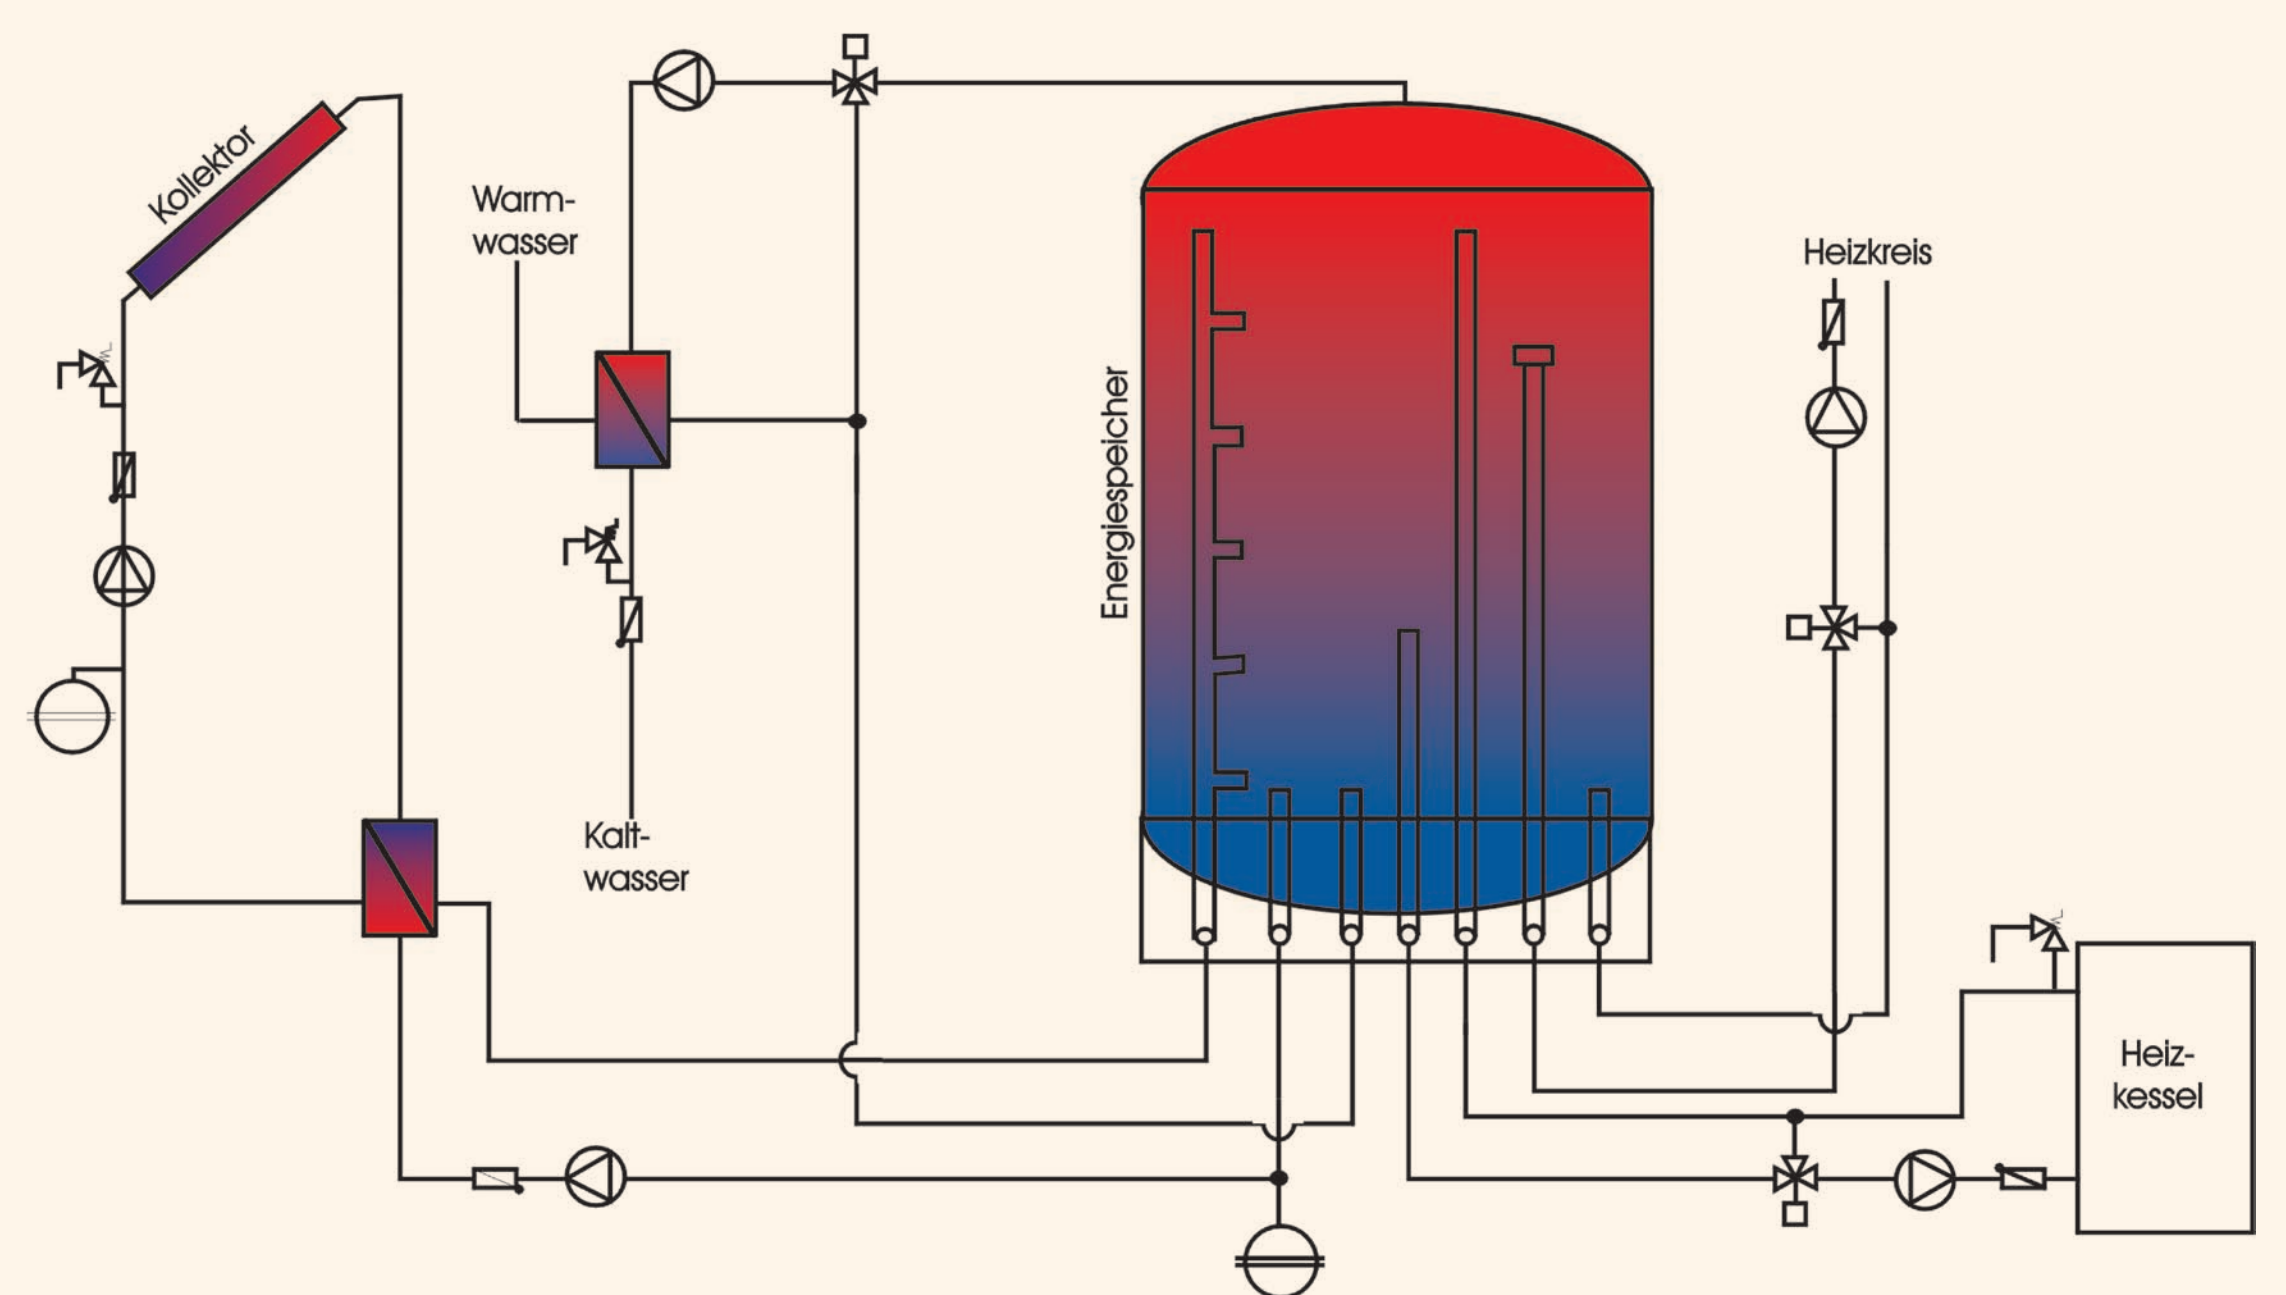 Kollektor
Warm-
wasser
Heizkreis
Energiespeicher
Kalt-
wasser
Heiz-
kessel